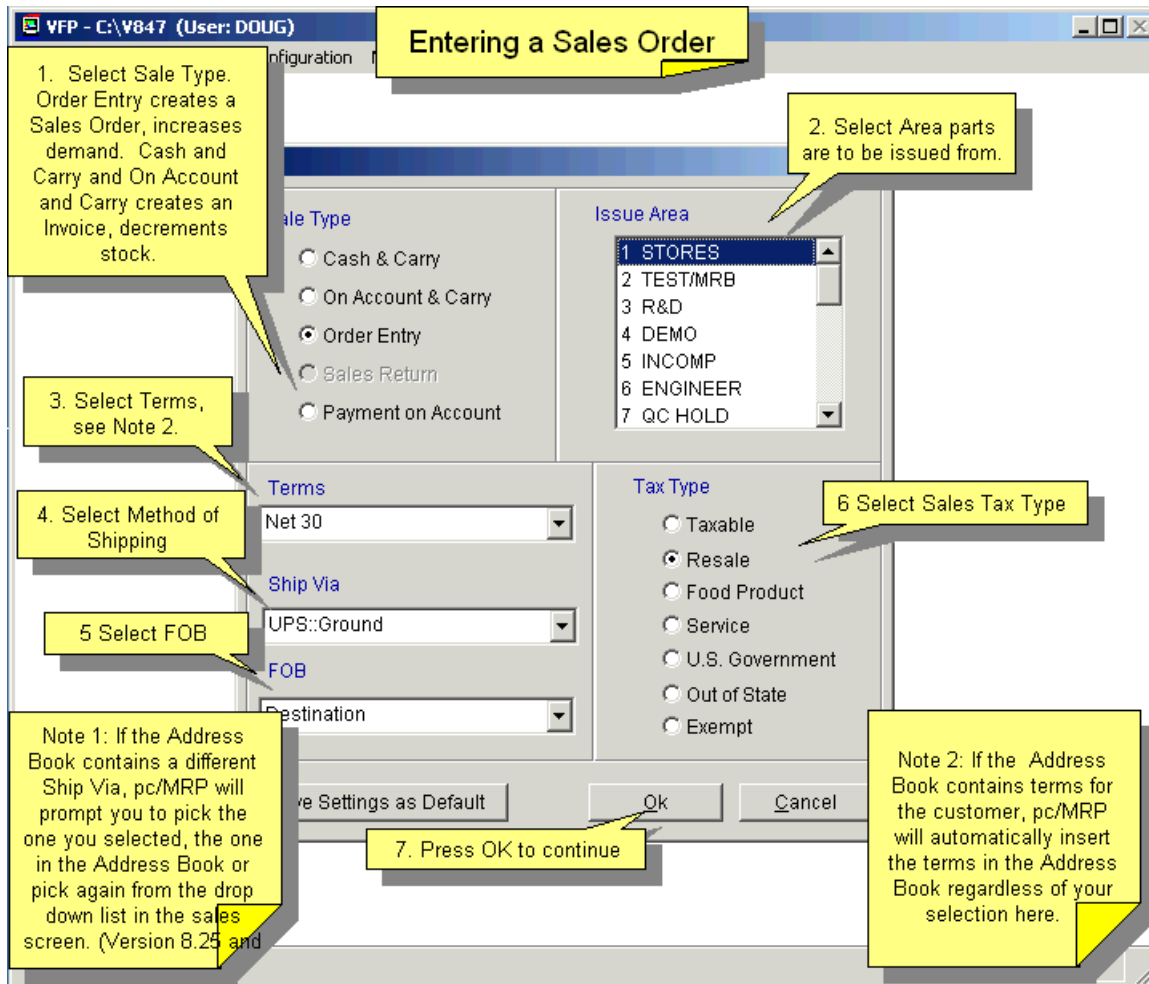 VFP - C:\V847 (User: DOUG)
Entering a Sales Order
nfiguration
1. Select Sale Type.
Order Entry creates a
Sales Order, increases
demand. Cash and
Carry and On Account
and Carry creates an
Invoice, decrements
stock.
2. Select Area parts
are to be issued from.
ale Type
Cash & Carry
On Account & Carry
Order Entry
Sales Return
Payment on Account
Issue Area
1 STORES
2 TEST/MRB
3 R&D
4 DEMO
5 INCOMP
6 ENGINEER
7 QC HOLD
3. Select Terms,
see Note 2.
Terms
Net 30
4. Select Method of
Shipping
Ship Via
UPS::Ground
5 Select FOB
FOB
Destination
Tax Type
Taxable
Resale
Food Product
Service
U.S. Government
Out of State
Exempt
6 Select Sales Tax Type
Note 1: If the Address
Book contains a different
Ship Via, pc/MRP will
prompt you to pick the
one you selected, the one
in the Address Book or
pick again from the drop
down list in the sales
screen. (Version 8.25 and
ve Settings as Default
Ok
Cancel
7. Press OK to continue
Note 2: If the Address
Book contains terms for
the customer, pc/MRP
will automatically insert
the terms in the Address
Book regardless of your
selection here.